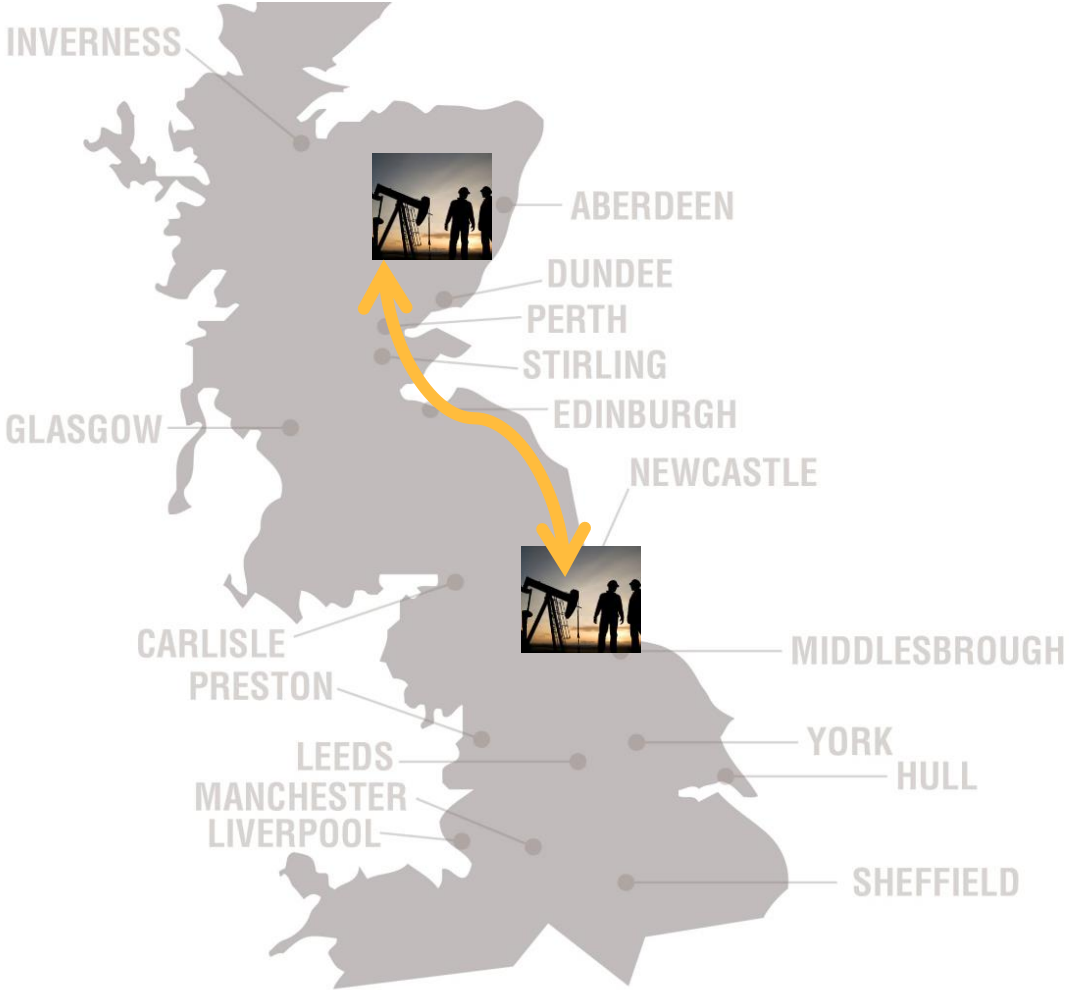 INVERNESS
ABERDEEN
DUNDEE
PERTH
STIRLING
EDINBURGH
GLASGOW
NEWCASTLE
CARLISLE
MIDDLESBROUGH
PRESTON
YORK
LEEDS
HULL
MANCHESTER
LIVERPOOL
SHEFFIELD